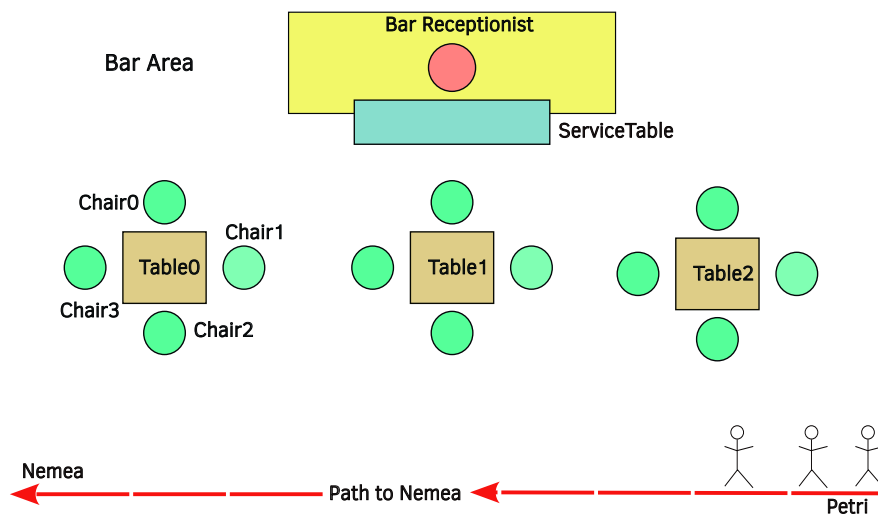 Bar Receptionist
Bar Area
ServiceTable
Chair0
Chair1
Table0
Table1
Table2
Chair3
Chair2
Nemea
Path to Nemea
Petri